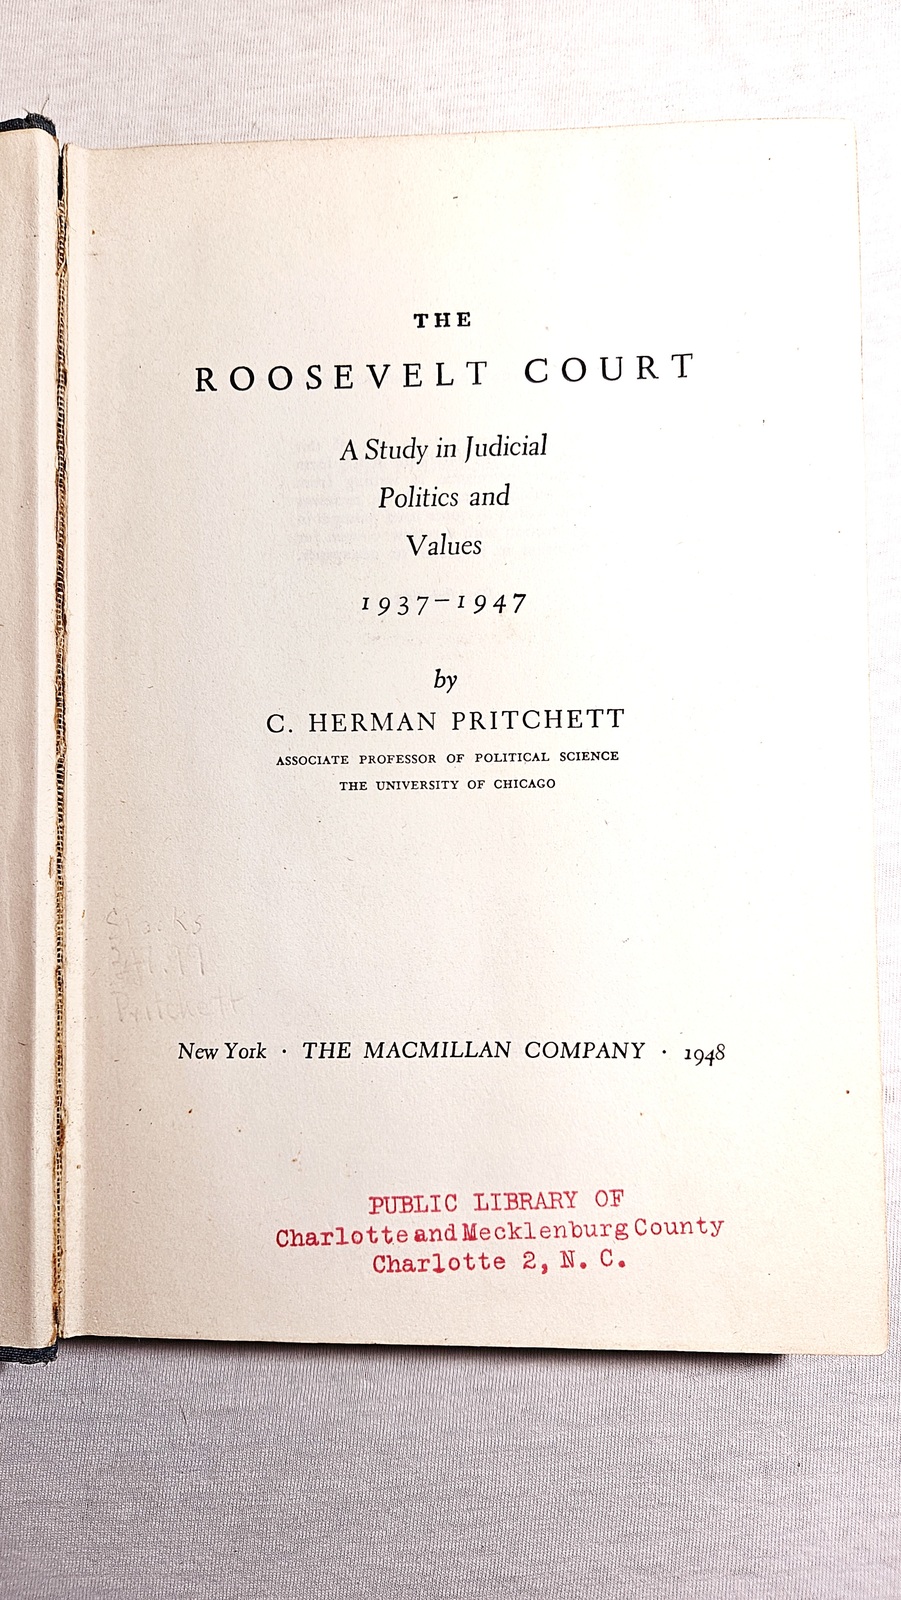 THE
ROOSEVELT COURT
A Study in Judicial
Politics and
Values
1937–1947
by
C. HERMAN PRITCHETT
ASSOCIATE PROFESSOR OF POLITICAL SCIENCE
THE UNIVERSITY OF CHICAGO
Stacks
Pritchett
New York · THE MACMILLAN COMPANY · 1948
PUBLIC LIBRARY OF
Charlotte and Mecklenburg County
Charlotte 2, N. C.